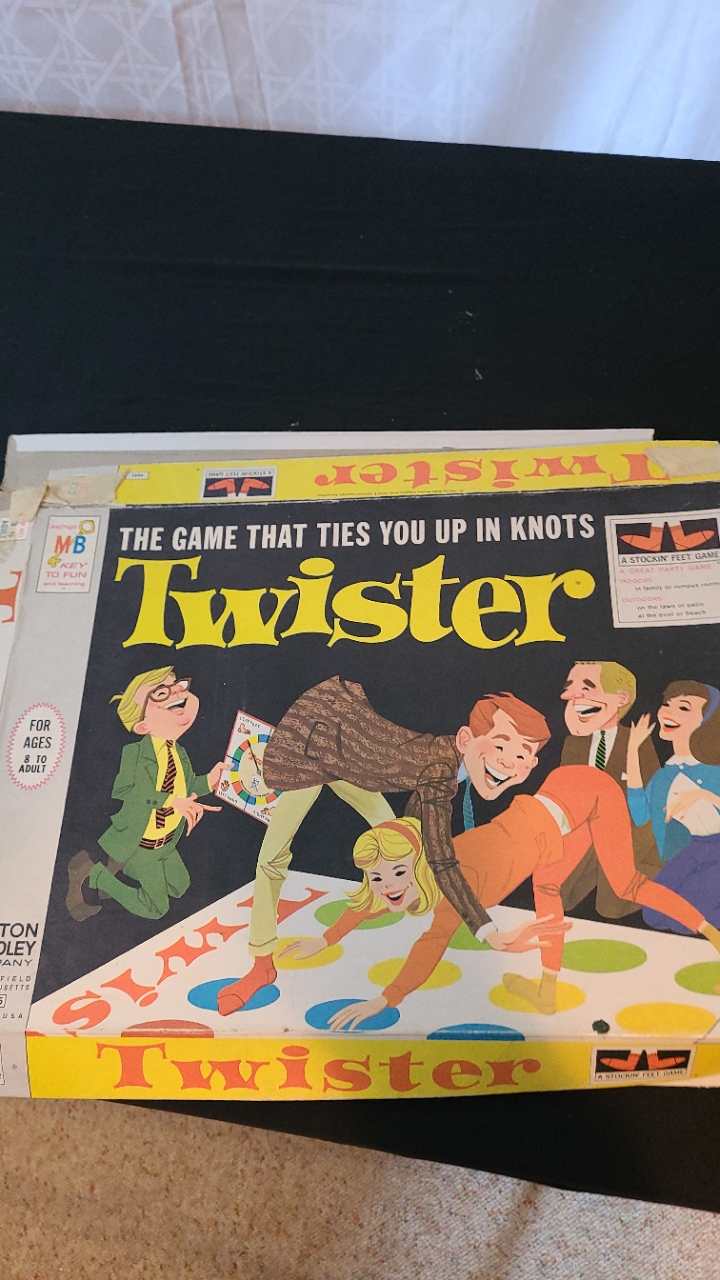 Twister
A STOCKIN' FEET GAME
ANOTHER
MB
KEY
TO FUN
and learning
THE GAME THAT TIES YOU UP IN KNOTS
Twister
A STOCKIN' FEET GAME
A GREAT PARTY GAME
INDOORS
in family or rumpus room
OUTDOORS
on the lawn or patio
at the pool or beach
FOR
AGES
8 TO
ADULT
TON
DLEY
PANY
FIELD
USETTS
U.S.A.
Twis
Twister
A STOCKIN' FEET GAME